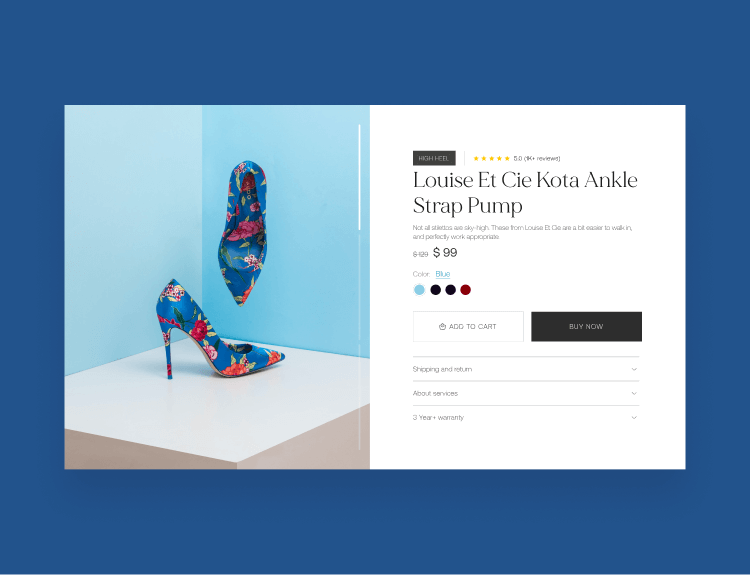 HIGH HEEL
★★★★★ 5.0 (1K+ reviews)
Louise Et Cie Kota Ankle
Strap Pump
Not all stilettos are sky-high. These from Louise Et Cie are a bit easier to walk in,
and perfectly work appropriate
$ 129 $ 99
Color: Blue
ADD TO CART
BUY NOW
Shipping and return
About services
3 Year+ warranty